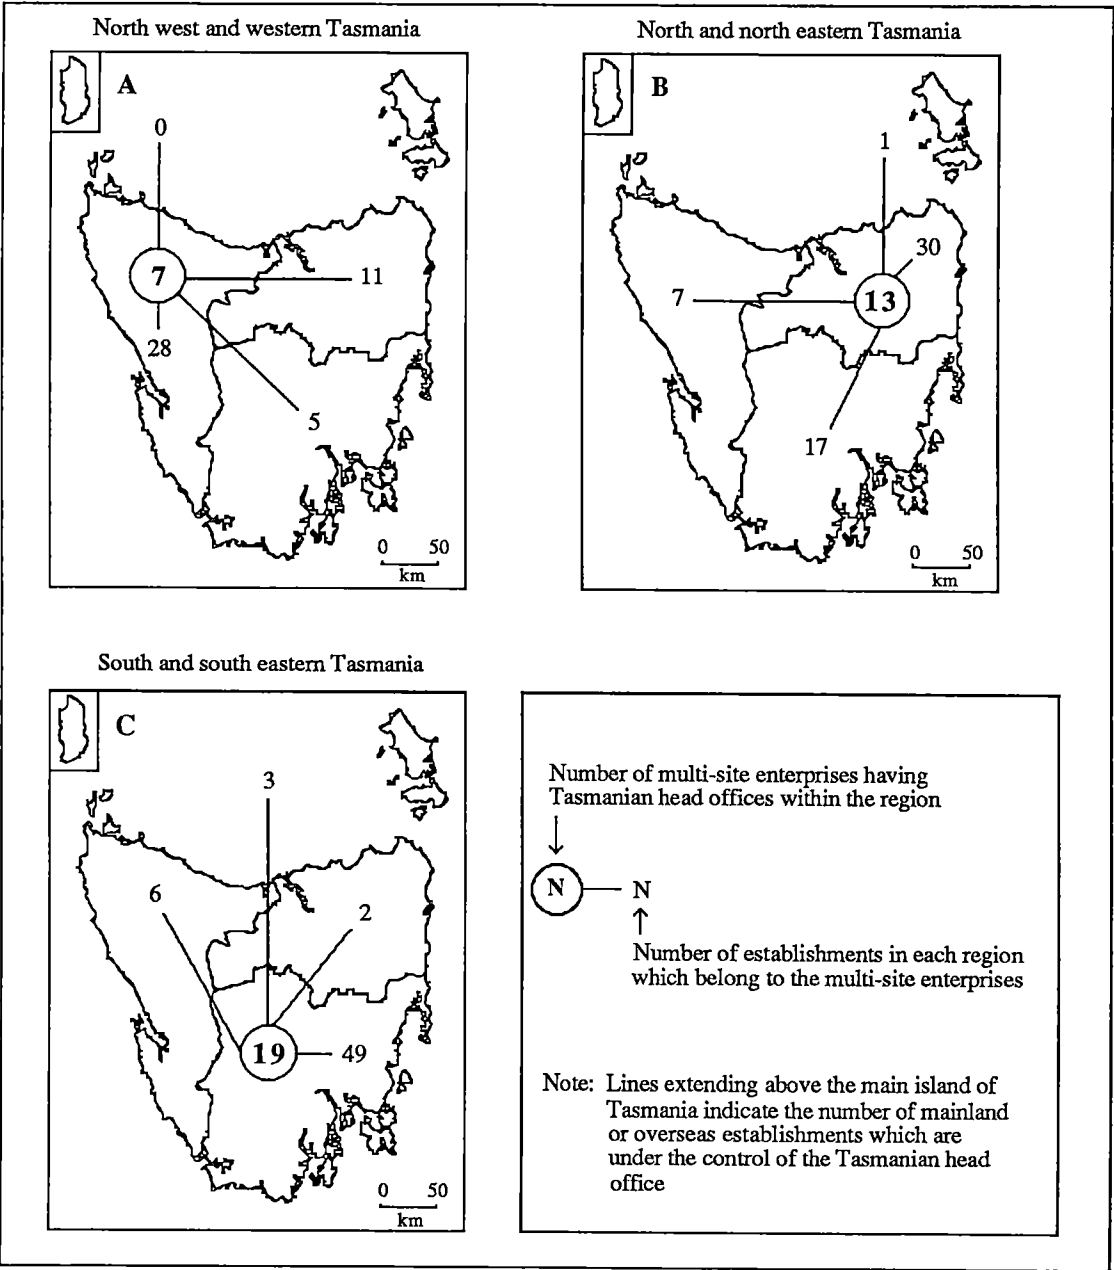 North west and western Tasmania
A
0
7
11
28
5
0 50
km
North and north eastern Tasmania
B
1
30
7
13
17
0 50
km
South and south eastern Tasmania
C
3
6
2
19
49
0 50
km
Number of multi-site enterprises having
Tasmanian head offices within the region
N
N
Number of establishments in each region
which belong to the multi-site enterprises
Note: Lines extending above the main island of
Tasmania indicate the number of mainland
or overseas establishments which are
under the control of the Tasmanian head
office